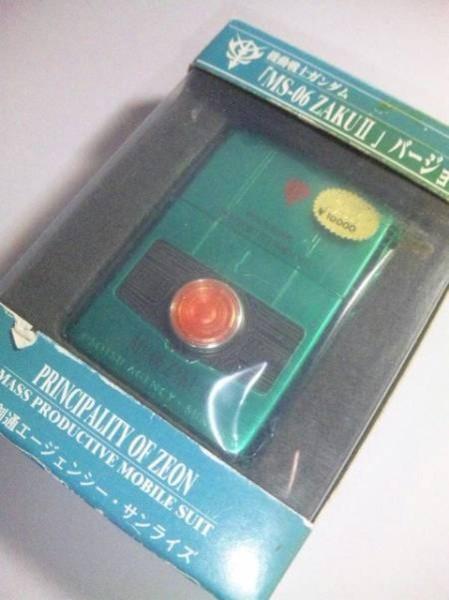 機動戦士ガンダム
「MS-06 ZAKUⅡ」バージョ
¥10000
PRINCIPALITY OF ZEON
MASS PRODUCTIVE MOBILE SUIT
創通エージェンシー・サンライズ